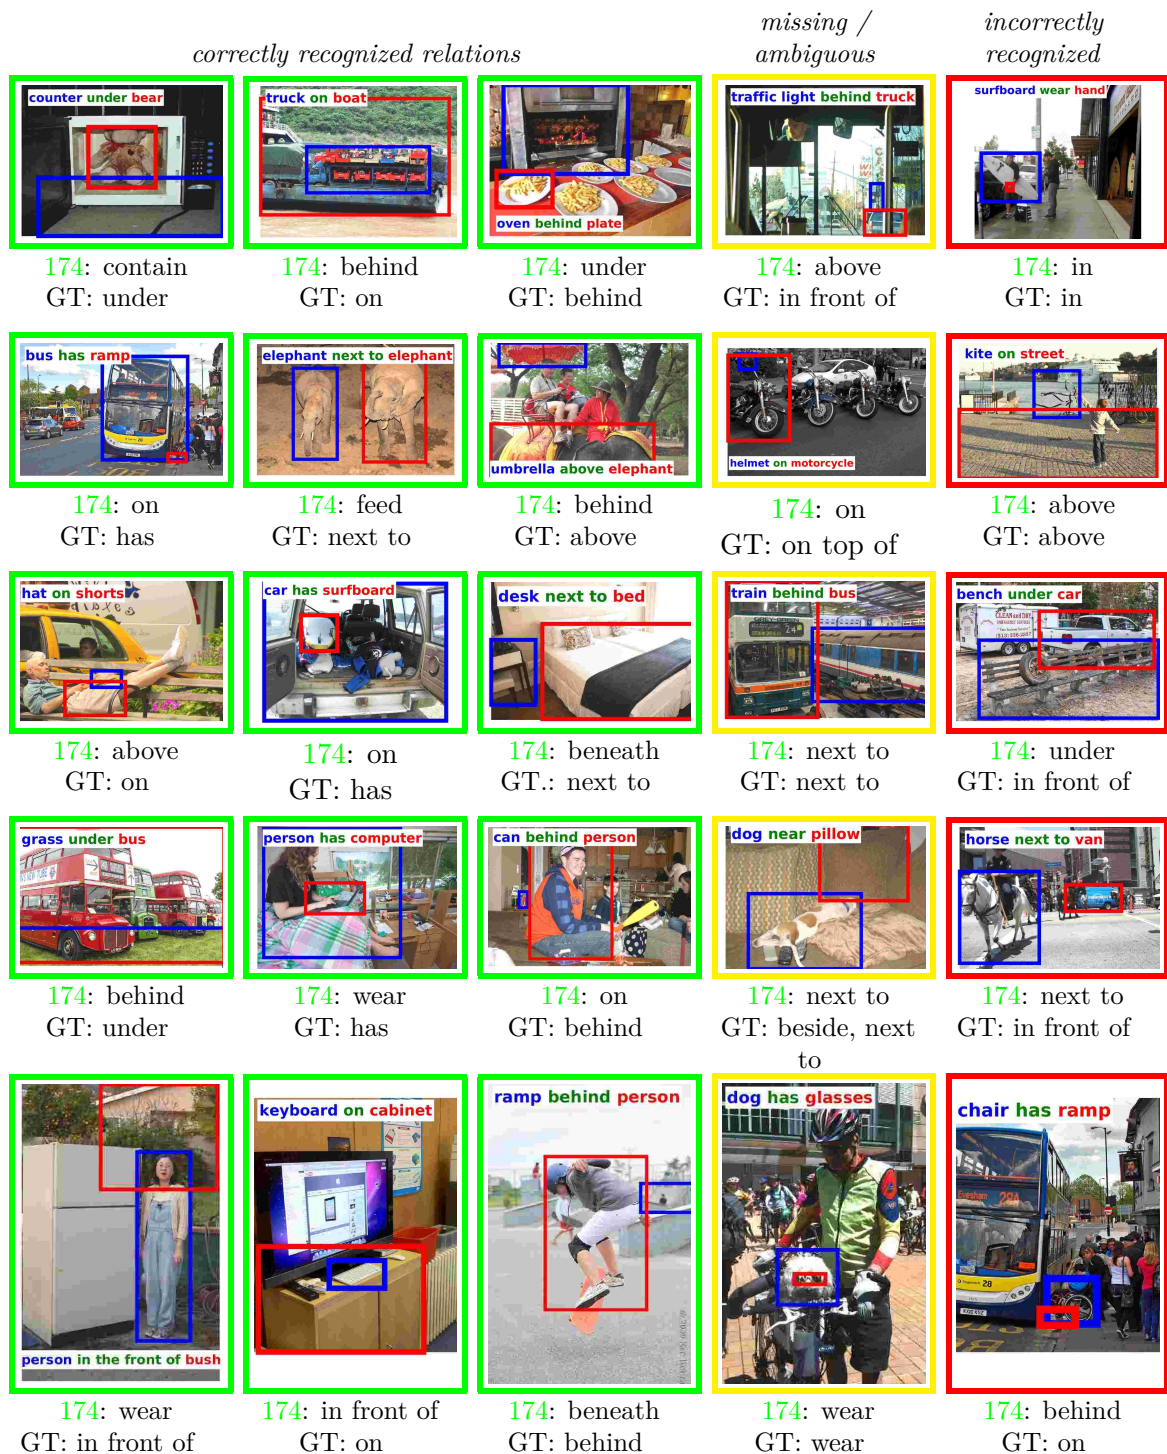 missing /
incorrectly
correctly recognized relations
ambiguous
recognized
counter under bear
truck on boat
oven behind plate
traffic light behind truck
surfboard wear hand
174: contain
GT: under
174: behind
GT: on
174: under
GT: behind
174: above
GT: in front of
174: in
GT: in
bus has ramp
elephant next to elephant
umbrella above elephant
helmet on motorcycle
kite on street
174: on
GT: has
174: feed
GT: next to
174: behind
GT: above
174: on
GT: on top of
174: above
GT: above
hat on shorts
car has surfboard
desk next to bed
train behind bus
24
bench under car
CLEAN and DRY
174: above
GT: on
174: on
GT: has
174: beneath
GT.: next to
174: next to
GT: next to
174: under
GT: in front of
grass under bus
person has computer
can behind person
dog near pillow
horse next to van
174: behind
GT: under
174: wear
GT: has
174: on
GT: behind
174: next to
GT: beside, next
to
174: next to
GT: in front of
person in the front of bush
keyboard on cabinet
ramp behind person
dog has glasses
chair has ramp
Evesham 28A
28
174: wear
GT: in front of
174: in front of
GT: on
174: beneath
GT: behind
174: wear
GT: wear
174: behind
GT: on